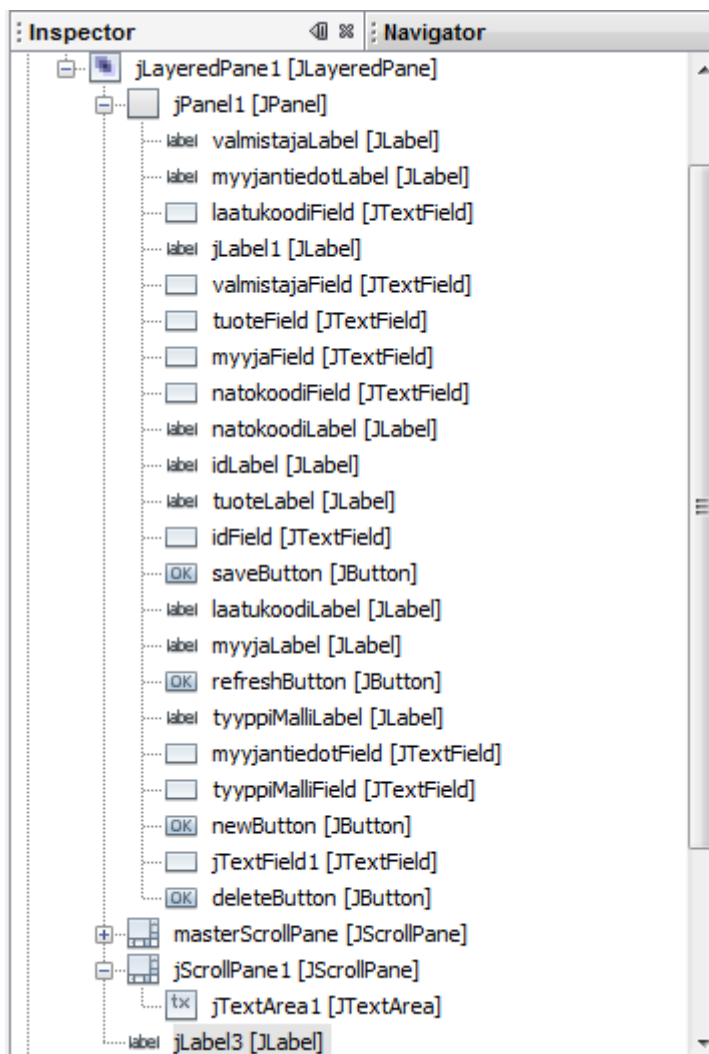 Inspector Navigator
jLayeredPane1 [JLayeredPane]
jPanel1 [JPanel]
label valmistajaLabel [JLabel]
label myyjantiedotLabel [JLabel]
laatukoodiField [JTextField]
label jLabel1 [JLabel]
valmistajaField [JTextField]
tuoteField [JTextField]
myyjaField [JTextField]
natokoodiField [JTextField]
label natokoodiLabel [JLabel]
label idLabel [JLabel]
label tuoteLabel [JLabel]
idField [JTextField]
OK saveButton [JButton]
label laatukoodiLabel [JLabel]
label myyjaLabel [JLabel]
OK refreshButton [JButton]
label tyyppiMalliLabel [JLabel]
myyjantiedotField [JTextField]
tyyppiMalliField [JTextField]
OK newButton [JButton]
jTextField1 [JTextField]
OK deleteButton [JButton]
masterScrollPane [JScrollPane]
jScrollPane1 [JScrollPane]
tx jTextArea1 [JTextArea]
label jLabel3 [JLabel]